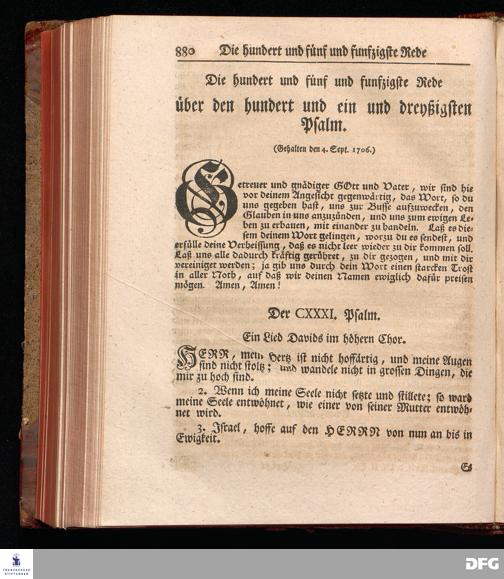 880 Die hundert und fünf und funfzigste Rede
Die hundert und fünf und funfzigste Rede
über den hundert und ein und dreyßigsten
Psalm.
(Gehalten den 4. Sept. 1706.)
Getreuer und gnädiger GOtt und Vater, wir sind hie
vor deinem Angesicht gegenwärtig, das Wort, so du
uns gegeben hast, uns zur Busse aufzuwecken, den
Glauben in uns anzuzünden, und uns zum ewigen Le-
ben zu erbauen, mit einander zu handeln. Laß es die-
sem deinem Wort gelingen, worzu du es sendest, und
erfülle deine Verheissung, daß es nicht leer wieder zu dir kommen soll.
Laß uns alle dadurch kräftig gerühret, zu dir gezogen, und mit dir
vereiniget werden; ja gib uns durch dein Wort einen starcken Trost
in aller Noth, auf daß wir deinen Namen ewiglich dafür preisen
mögen. Amen, Amen!
Der CXXXI. Psalm.
Ein Lied Davids im höhern Chor.
HERR, mein Hertz ist nicht hoffärtig, und meine Augen
sind nicht stoltz; und wandele nicht in grossen Dingen, die
mir zu hoch sind.
2. Wenn ich meine Seele nicht setzte und stillete; so ward
meine Seele entwöhnet, wie einer von seiner Mutter entwöh-
net wird.
3. Israel, hoffe auf den HERRN von nun an bis in
Ewigkeit.
Es
FRANCKESCHE
STIFTUNGEN
DFG